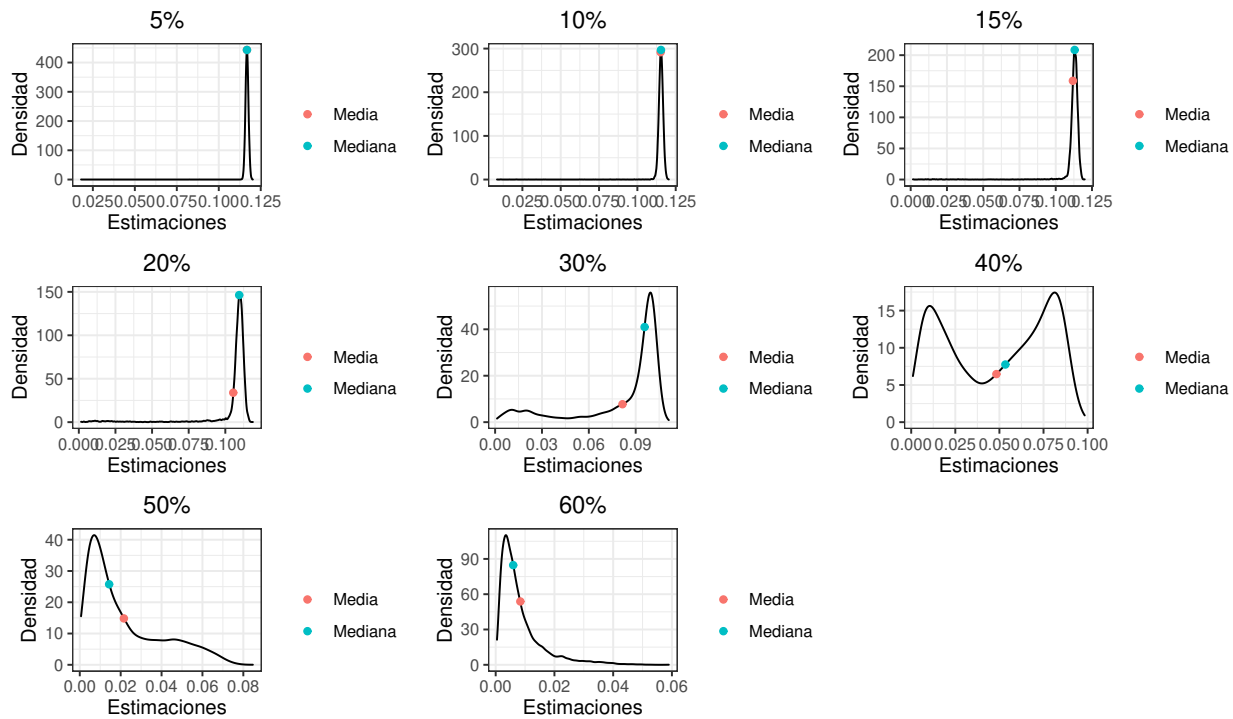 5%
10%
15%
Densidad
400
300
200
100
0
0.025 0.050 0.075 0.100 0.125
Estimaciones
Media
Mediana
Densidad
300
200
100
0
0.025 0.050 0.075 0.100 0.125
Estimaciones
Media
Mediana
Densidad
200
150
100
50
0
0.000 0.025 0.050 0.075 0.100 0.125
Estimaciones
Media
Mediana
20%
30%
40%
Densidad
150
100
50
0
0.000 0.025 0.050 0.075 0.100
Estimaciones
Media
Mediana
Densidad
40
20
0
0.00 0.03 0.06 0.09
Estimaciones
Media
Mediana
Densidad
15
10
5
0
0.000 0.025 0.050 0.075 0.100
Estimaciones
Media
Mediana
50%
60%
Densidad
40
30
20
10
0
0.00 0.02 0.04 0.06 0.08
Estimaciones
Media
Mediana
Densidad
90
60
30
0
0.00 0.02 0.04 0.06
Estimaciones
Media
Mediana